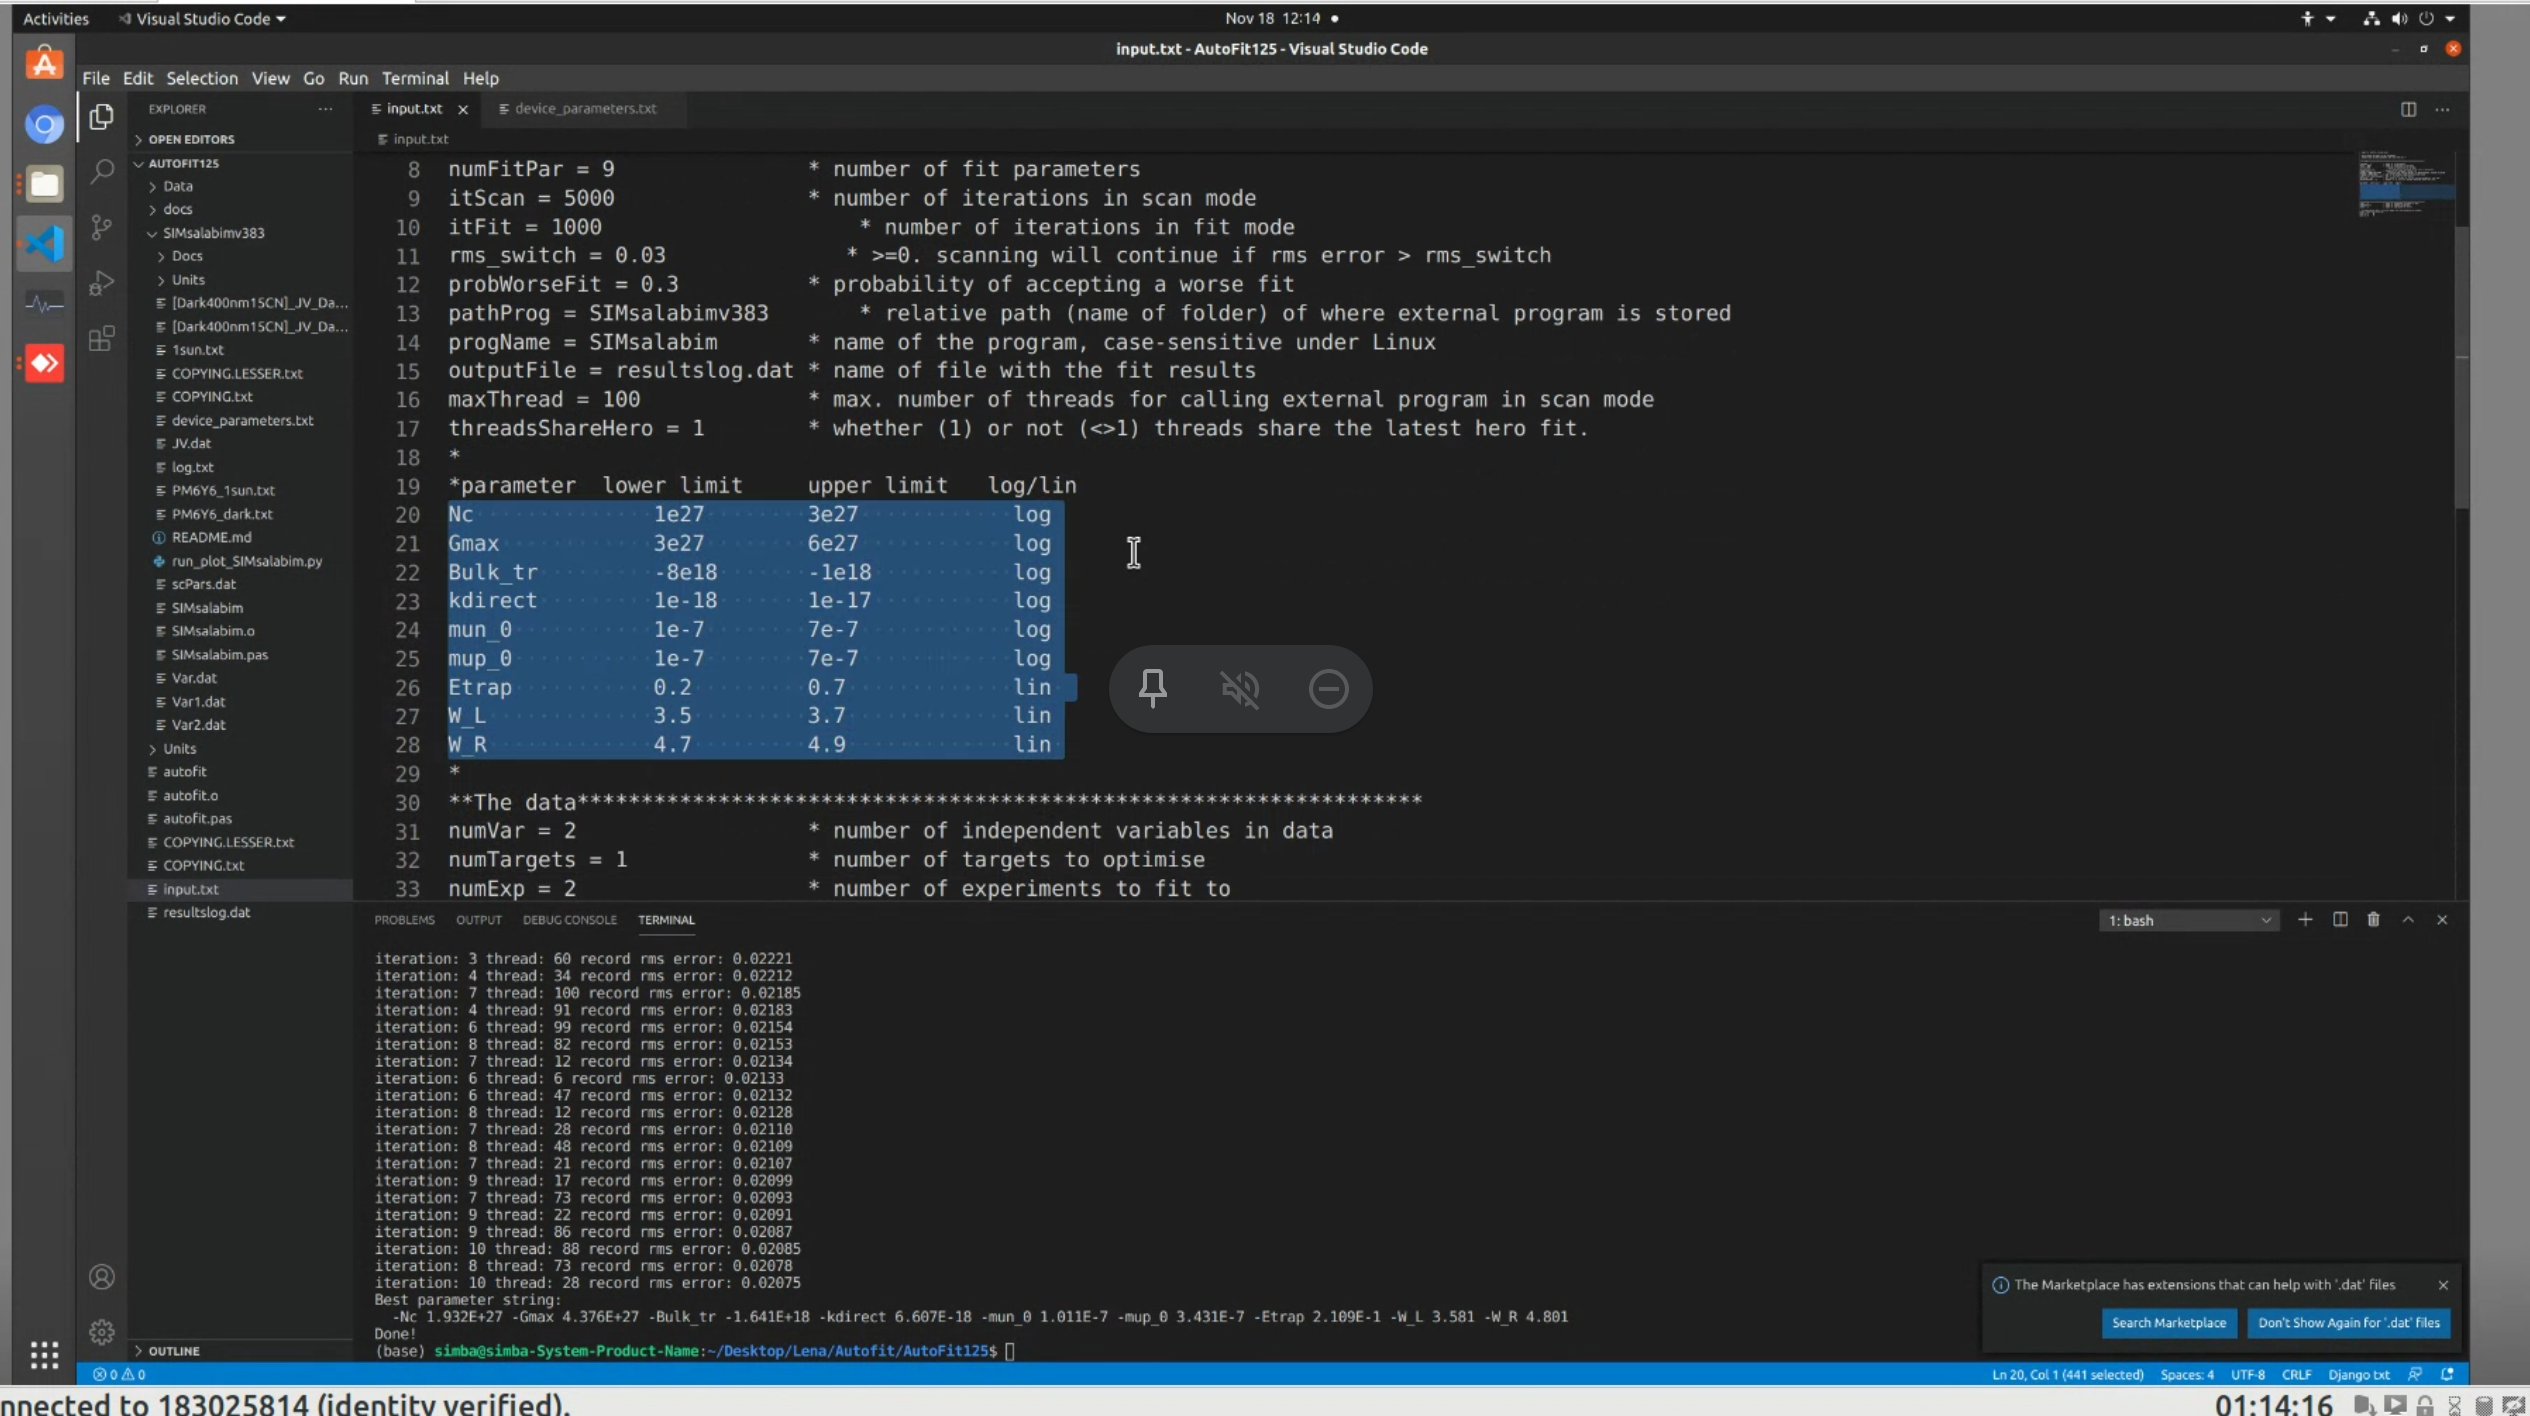 Activities
Visual Studio Code
Nov 18 12:14
input.txt - AutoFit125 - Visual Studio Code
File Edit Selection View Go Run Terminal Help
EXPLORER
OPEN EDITORS
AUTOFIT125
Data
docs
SIMsalabimv383
Docs
Units
[Dark400nm15CN]_JV_Da...
[Dark400nm15CN]_JV_Da...
1sun.txt
COPYING.LESSER.txt
COPYING.txt
device_parameters.txt
JV.dat
log.txt
PM6Y6_1sun.txt
PM6Y6_dark.txt
README.md
run_plot_SIMsalabim.py
scPars.dat
SIMsalabim
SIMsalabim.o
SIMsalabim.pas
Var.dat
Var1.dat
Var2.dat
Units
autofit
autofit.o
autofit.pas
COPYING.LESSER.txt
COPYING.txt
input.txt
resultslog.dat
OUTLINE
input.txt device_parameters.txt
input.txt
8 numFitPar = 9 * number of fit parameters
9 itScan = 5000 * number of iterations in scan mode
10 itFit = 1000 * number of iterations in fit mode
11 rms_switch = 0.03 * >=0. scanning will continue if rms error > rms_switch
12 probWorseFit = 0.3 * probability of accepting a worse fit
13 pathProg = SIMsalabimv383 * relative path (name of folder) of where external program is stored
14 progName = SIMsalabim * name of the program, case-sensitive under Linux
15 outputFile = resultslog.dat * name of file with the fit results
16 maxThread = 100 * max. number of threads for calling external program in scan mode
17 threadsShareHero = 1 * whether (1) or not (<>1) threads share the latest hero fit.
18 *
19 *parameter lower limit upper limit log/lin
20 Nc 1e27 3e27 log
21 Gmax 3e27 6e27 log
22 Bulk_tr -8e18 -1e18 log
23 kdirect 1e-18 1e-17 log
24 mun_0 1e-7 7e-7 log
25 mup_0 1e-7 7e-7 log
26 Etrap 0.2 0.7 lin
27 W_L 3.5 3.7 lin
28 W_R 4.7 4.9 lin
29 *
30 **The data******************************************************************
31 numVar = 2 * number of independent variables in data
32 numTargets = 1 * number of targets to optimise
33 numExp = 2 * number of experiments to fit to
PROBLEMS OUTPUT DEBUG CONSOLE TERMINAL
1: bash
iteration: 3 thread: 60 record rms error: 0.02221
iteration: 4 thread: 34 record rms error: 0.02212
iteration: 7 thread: 100 record rms error: 0.02185
iteration: 4 thread: 91 record rms error: 0.02183
iteration: 6 thread: 99 record rms error: 0.02154
iteration: 8 thread: 82 record rms error: 0.02153
iteration: 7 thread: 12 record rms error: 0.02134
iteration: 6 thread: 6 record rms error: 0.02133
iteration: 6 thread: 47 record rms error: 0.02132
iteration: 8 thread: 12 record rms error: 0.02128
iteration: 7 thread: 28 record rms error: 0.02110
iteration: 8 thread: 48 record rms error: 0.02109
iteration: 7 thread: 21 record rms error: 0.02107
iteration: 9 thread: 17 record rms error: 0.02099
iteration: 7 thread: 73 record rms error: 0.02093
iteration: 9 thread: 22 record rms error: 0.02091
iteration: 9 thread: 86 record rms error: 0.02087
iteration: 10 thread: 88 record rms error: 0.02085
iteration: 8 thread: 73 record rms error: 0.02078
iteration: 10 thread: 28 record rms error: 0.02075
Best parameter string:
-Nc 1.932E+27 -Gmax 4.376E+27 -Bulk_tr -1.641E+18 -kdirect 6.607E-18 -mun_0 1.011E-7 -mup_0 3.431E-7 -Etrap 2.109E-1 -W_L 3.581 -W_R 4.801
Done!
(base) simba@simba-System-Product-Name:~/Desktop/Lena/Autofit/AutoFit125$
The Marketplace has extensions that can help with '.dat' files
Search Marketplace
Don't Show Again for '.dat' files
0 0
Ln 20, Col 1 (441 selected) Spaces: 4 UTF-8 CRLF Django txt
nnected to 183025814 (identity verified).
01:14:16